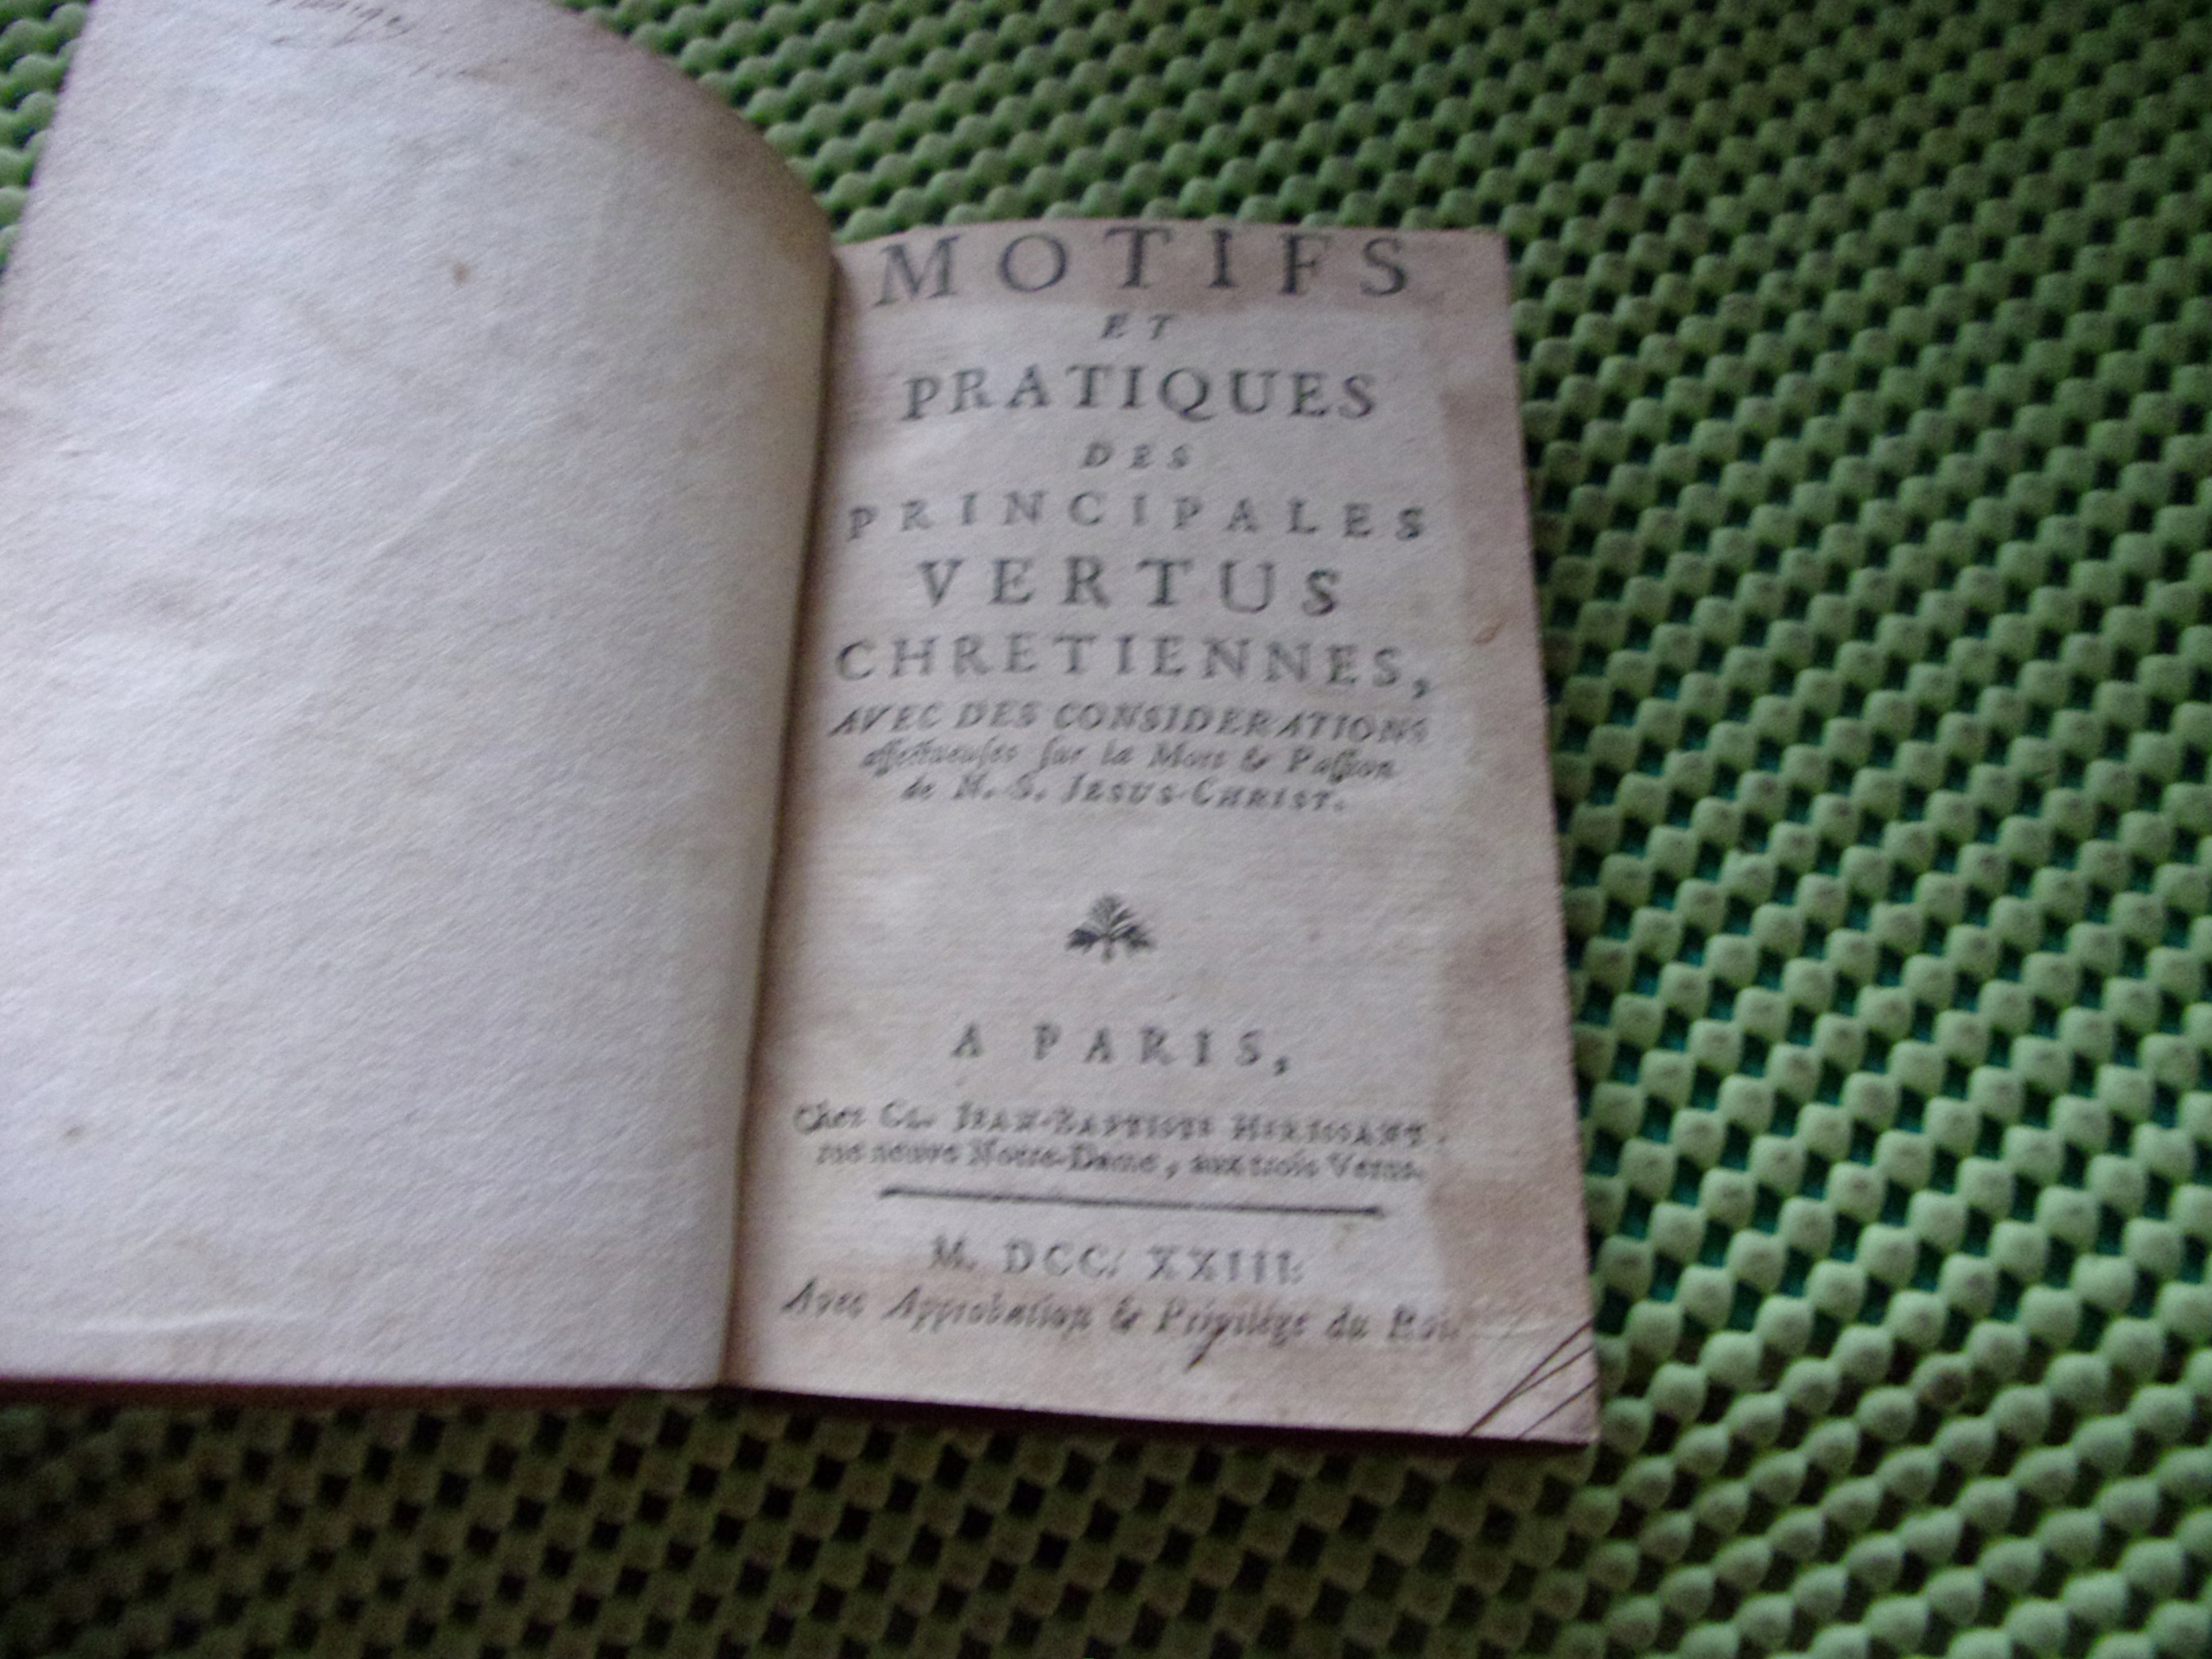 MOTIFS
ET
PRATIQUES
DES
PRINCIPALES
VERTUS
CHRETIENNES,
AVEC DES CONSIDERATIONS
affectueuses sur la Mort & Passion
de N. S. JESUS-CHRIST.
A PARIS,
Chez CL. JEAN-BAPTISTE HERISSANT,
rue neuve Notre-Dame, aux trois Vertus.
M. DCC. XXIII.
Avec Approbation & Privilége du Roi.